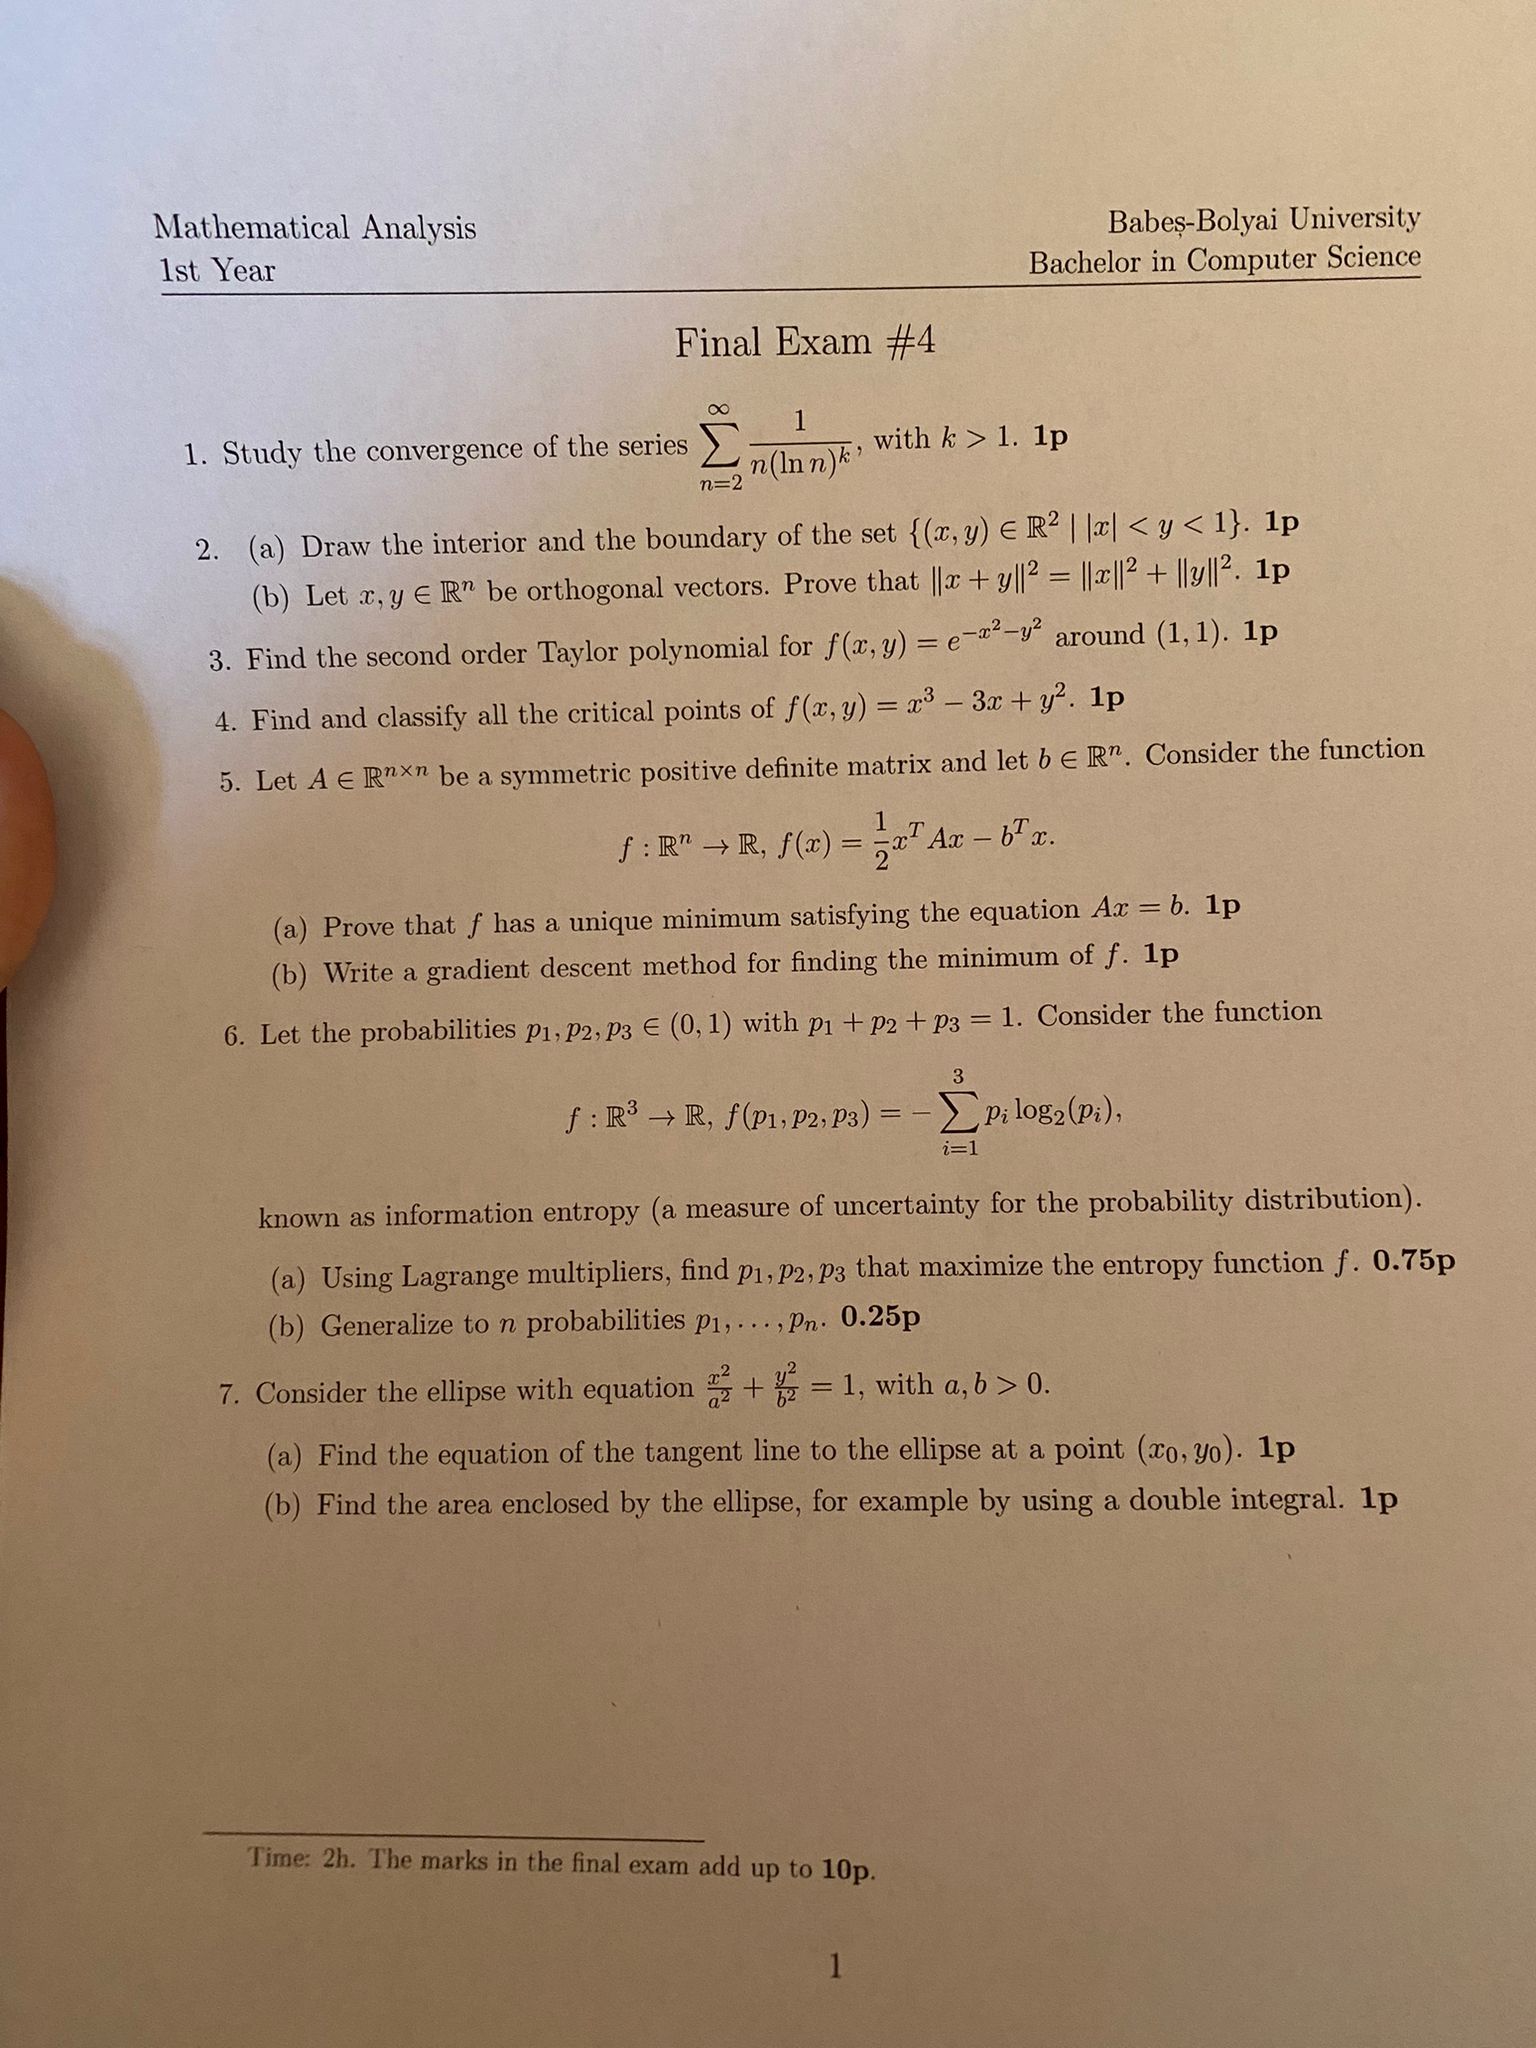 Mathematical Analysis
1st Year
Babeș-Bolyai University
Bachelor in Computer Science
Final Exam #4
1. Study the convergence of the series $\sum_{n=2}^{\infty} \frac{1}{n(\ln n)^k}$, with $k > 1$. 1p
2. (a) Draw the interior and the boundary of the set $\{(x, y) \in \mathbb{R}^2 \mid |x| < y < 1\}$. 1p
(b) Let $x, y \in \mathbb{R}^n$ be orthogonal vectors. Prove that $\|x + y\|^2 = \|x\|^2 + \|y\|^2$. 1p
3. Find the second order Taylor polynomial for $f(x, y) = e^{-x^2-y^2}$ around $(1, 1)$. 1p
4. Find and classify all the critical points of $f(x, y) = x^3 - 3x + y^2$. 1p
5. Let $A \in \mathbb{R}^{n \times n}$ be a symmetric positive definite matrix and let $b \in \mathbb{R}^n$. Consider the function
$f : \mathbb{R}^n \to \mathbb{R}, f(x) = \frac{1}{2}x^T Ax - b^T x.$
(a) Prove that $f$ has a unique minimum satisfying the equation $Ax = b$. 1p
(b) Write a gradient descent method for finding the minimum of $f$. 1p
6. Let the probabilities $p_1, p_2, p_3 \in (0, 1)$ with $p_1 + p_2 + p_3 = 1$. Consider the function
$f : \mathbb{R}^3 \to \mathbb{R}, f(p_1, p_2, p_3) = -\sum_{i=1}^{3} p_i \log_2(p_i),$
known as information entropy (a measure of uncertainty for the probability distribution).
(a) Using Lagrange multipliers, find $p_1, p_2, p_3$ that maximize the entropy function $f$. 0.75p
(b) Generalize to $n$ probabilities $p_1, \ldots, p_n$. 0.25p
7. Consider the ellipse with equation $\frac{x^2}{a^2} + \frac{y^2}{b^2} = 1$, with $a, b > 0$.
(a) Find the equation of the tangent line to the ellipse at a point $(x_0, y_0)$. 1p
(b) Find the area enclosed by the ellipse, for example by using a double integral. 1p
Time: 2h. The marks in the final exam add up to 10p.
1